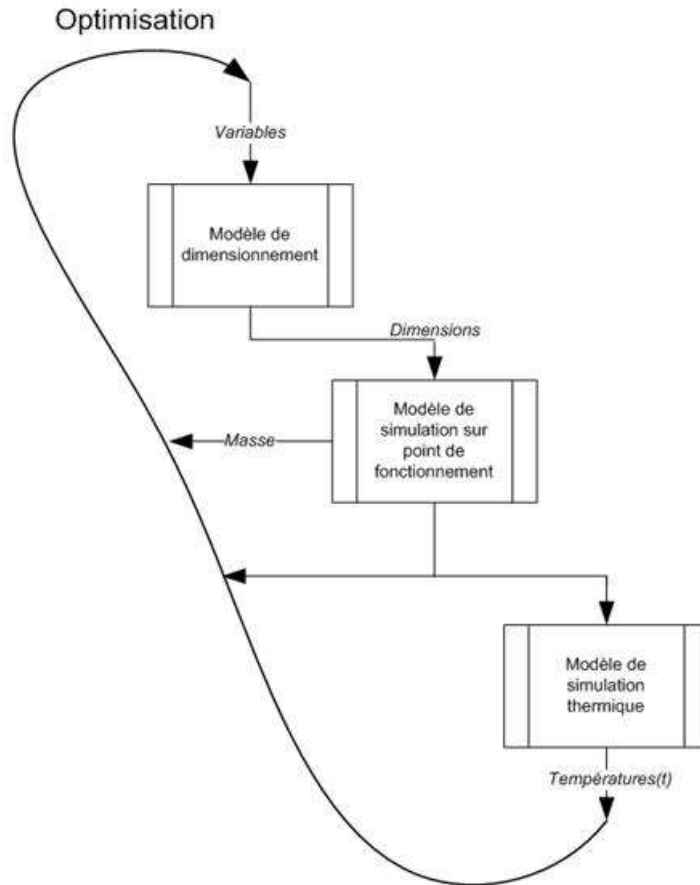 Optimisation
Variables
Modèle de
dimensionnement
Dimensions
Modèle de
simulation sur
point de
fonctionnement
Masse
Modèle de
simulation
thermique
Températures(t)